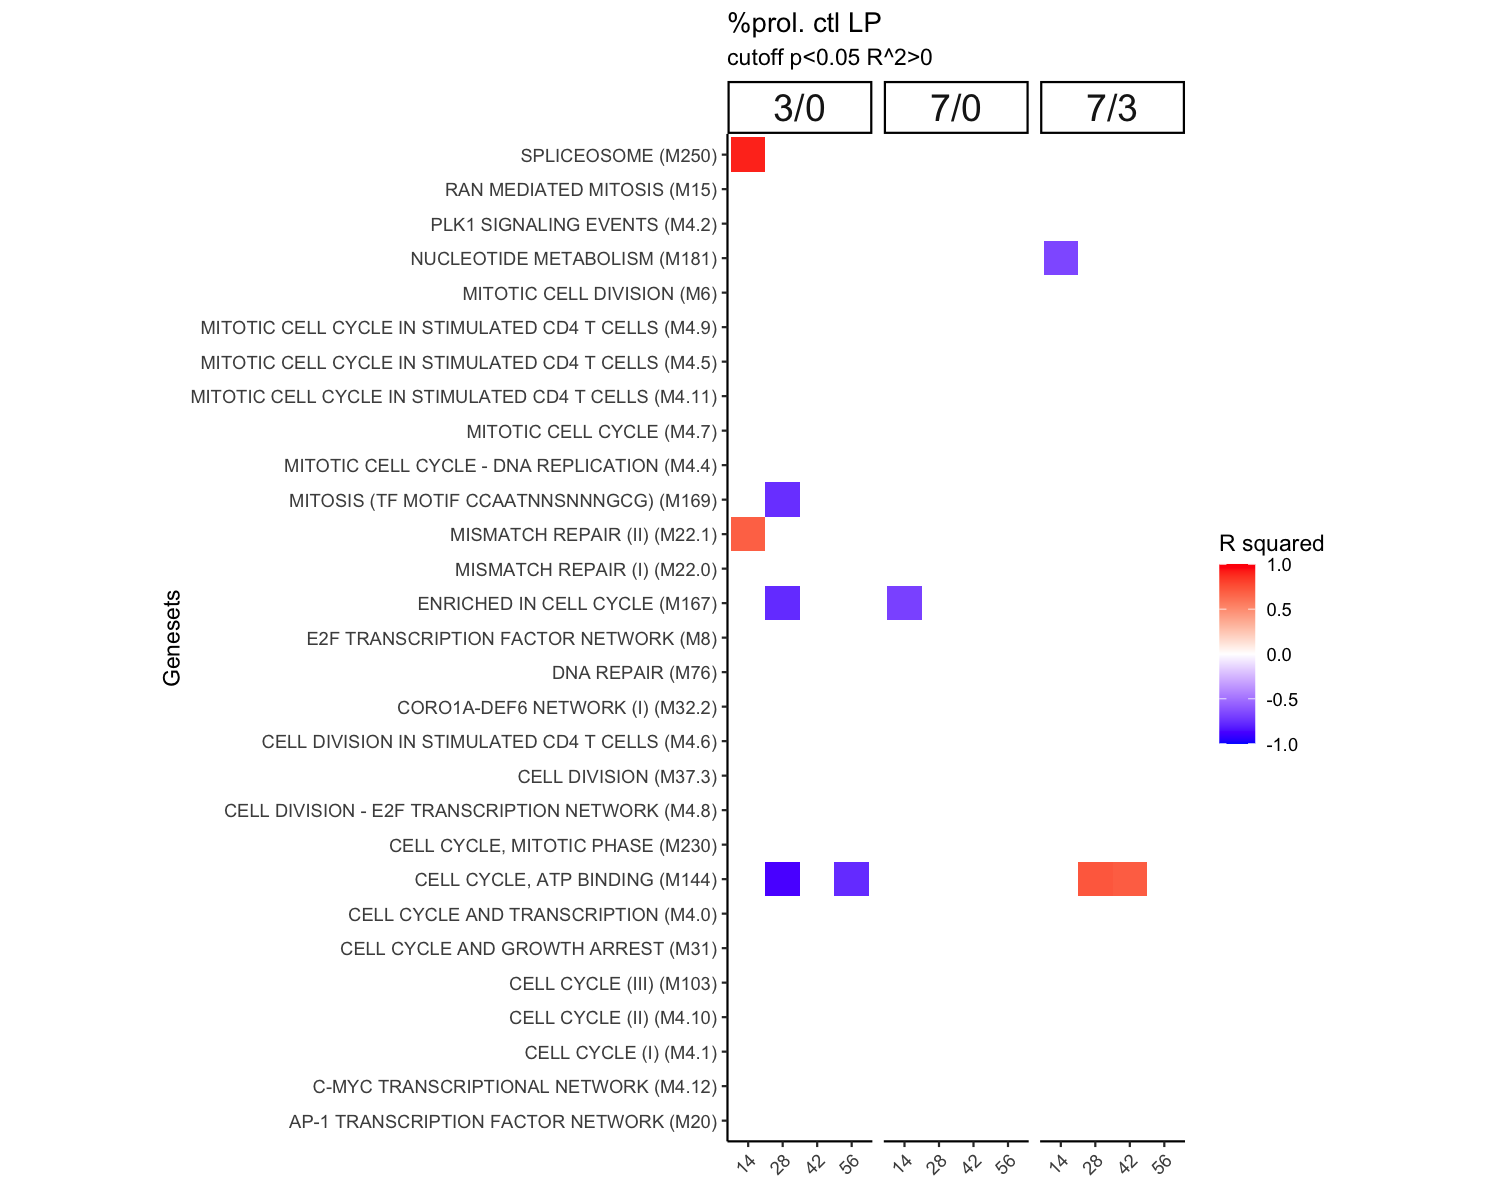 %prol. ctl LP
cutoff p<0.05 R^2>0
3/0 7/0 7/3
SPLICEOSOME (M250)
RAN MEDIATED MITOSIS (M15)
PLK1 SIGNALING EVENTS (M4.2)
NUCLEOTIDE METABOLISM (M181)
MITOTIC CELL DIVISION (M6)
MITOTIC CELL CYCLE IN STIMULATED CD4 T CELLS (M4.9)
MITOTIC CELL CYCLE IN STIMULATED CD4 T CELLS (M4.5)
MITOTIC CELL CYCLE IN STIMULATED CD4 T CELLS (M4.11)
MITOTIC CELL CYCLE (M4.7)
MITOTIC CELL CYCLE - DNA REPLICATION (M4.4)
MITOSIS (TF MOTIF CCAATNNSNNNGCG) (M169)
MISMATCH REPAIR (II) (M22.1)
MISMATCH REPAIR (I) (M22.0)
ENRICHED IN CELL CYCLE (M167)
E2F TRANSCRIPTION FACTOR NETWORK (M8)
DNA REPAIR (M76)
CORO1A-DEF6 NETWORK (I) (M32.2)
CELL DIVISION IN STIMULATED CD4 T CELLS (M4.6)
CELL DIVISION (M37.3)
CELL DIVISION - E2F TRANSCRIPTION NETWORK (M4.8)
CELL CYCLE, MITOTIC PHASE (M230)
CELL CYCLE, ATP BINDING (M144)
CELL CYCLE AND TRANSCRIPTION (M4.0)
CELL CYCLE AND GROWTH ARREST (M31)
CELL CYCLE (III) (M103)
CELL CYCLE (II) (M4.10)
CELL CYCLE (I) (M4.1)
C-MYC TRANSCRIPTIONAL NETWORK (M4.12)
AP-1 TRANSCRIPTION FACTOR NETWORK (M20)
Genesets
14 28 42 56 14 28 42 56 14 28 42 56
R squared
1.0
0.5
0.0
-0.5
-1.0